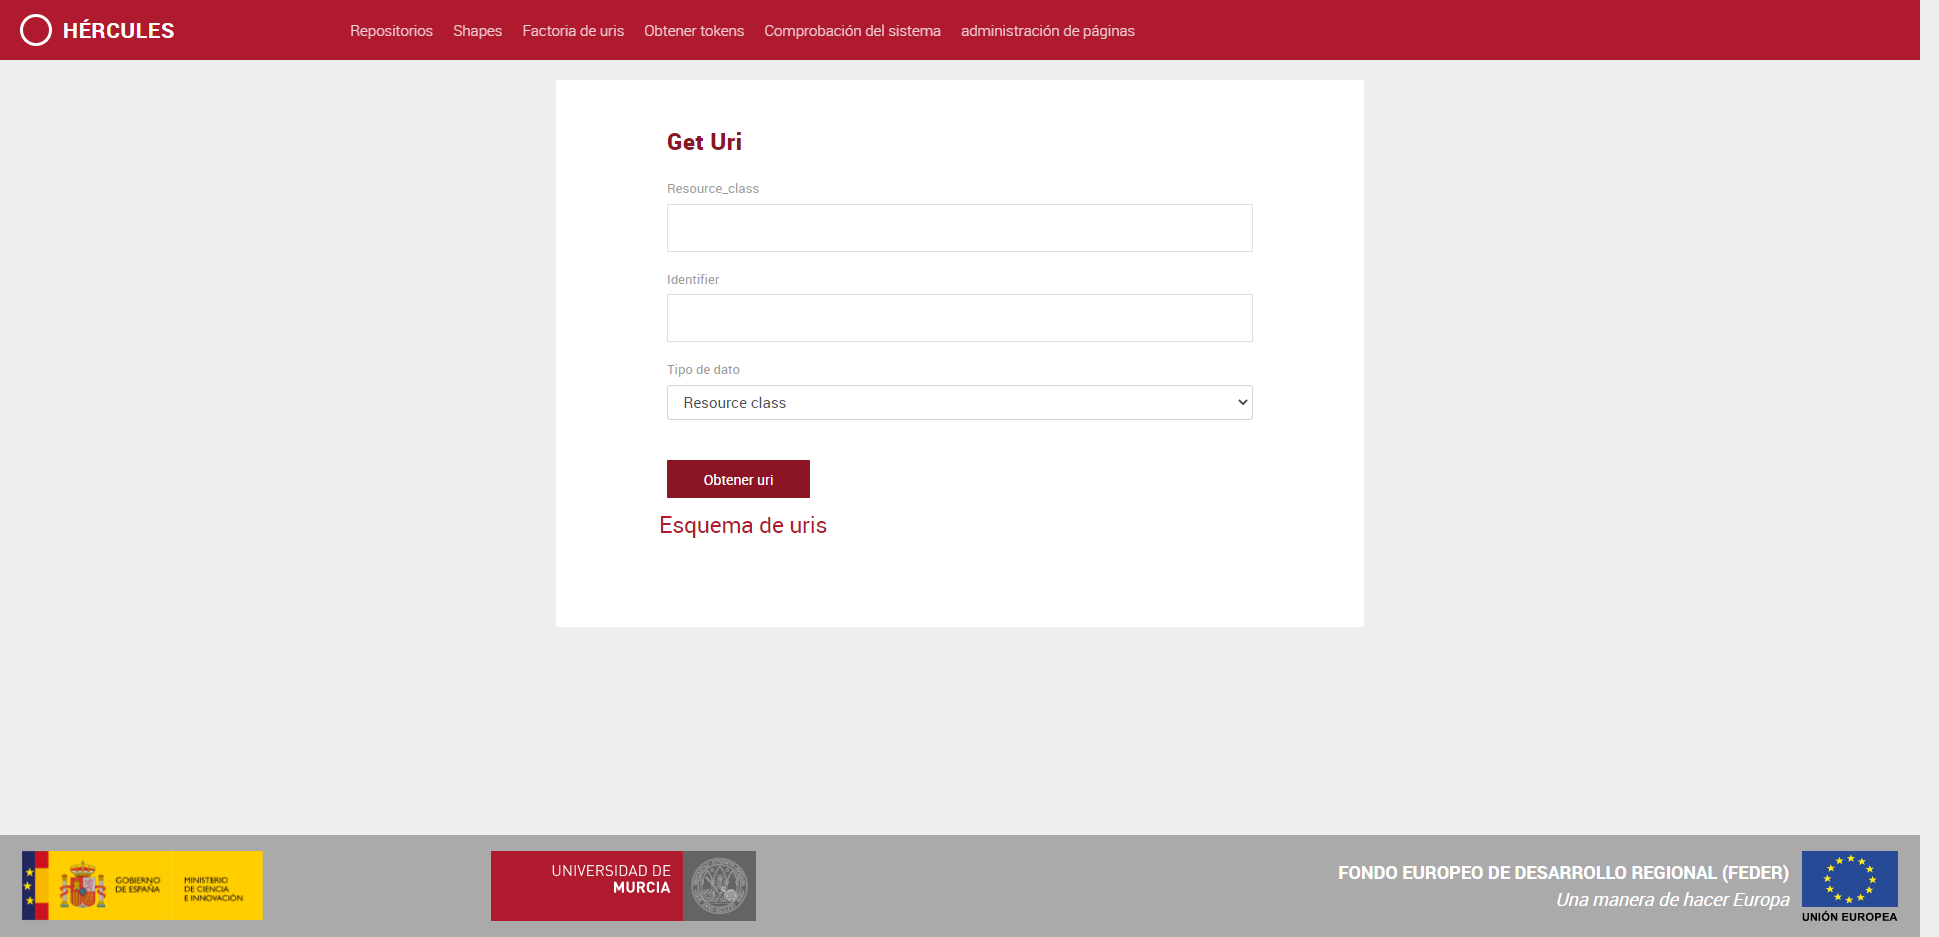 HÉRCULES
Repositorios Shapes Factoria de uris Obtener tokens Comprobación del sistema administración de páginas
Get Uri
Resource_class
Identifier
Tipo de dato
Resource class
Obtener uri
Esquema de uris
GOBIERNO
DE ESPAÑA
MINISTERIO
DE CIENCIA
E INNOVACIÓN
UNIVERSIDAD DE
MURCIA
FONDO EUROPEO DE DESARROLLO REGIONAL (FEDER)
Una manera de hacer Europa
UNIÓN EUROPEA